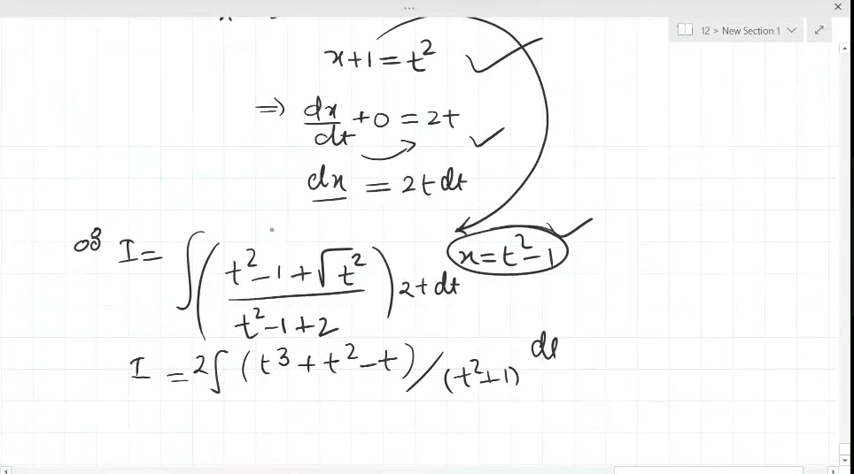 12 > New Section 1
x+1=t²
⇒ dx/dt +0=2t
dx = 2t dt
I= ∫((t²-1+√t²)/(t²-1+2)) 2t dt
x=t²-1
I =2∫(t³+t²-t)/(t²+1) dt